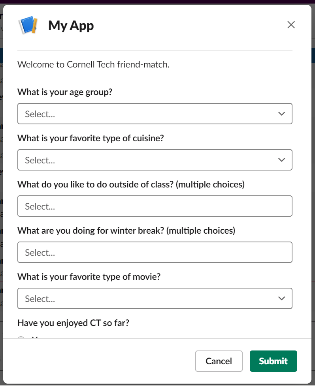 My App
Welcome to Cornell Tech friend-match.
What is your age group?
Select...
What is your favorite type of cuisine?
Select...
What do you like to do outside of class? (multiple choices)
Select...
What are you doing for winter break? (multiple choices)
Select...
What is your favorite type of movie?
Select...
Have you enjoyed CT so far?
Cancel
Submit